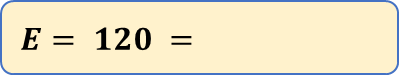 E = 120 =